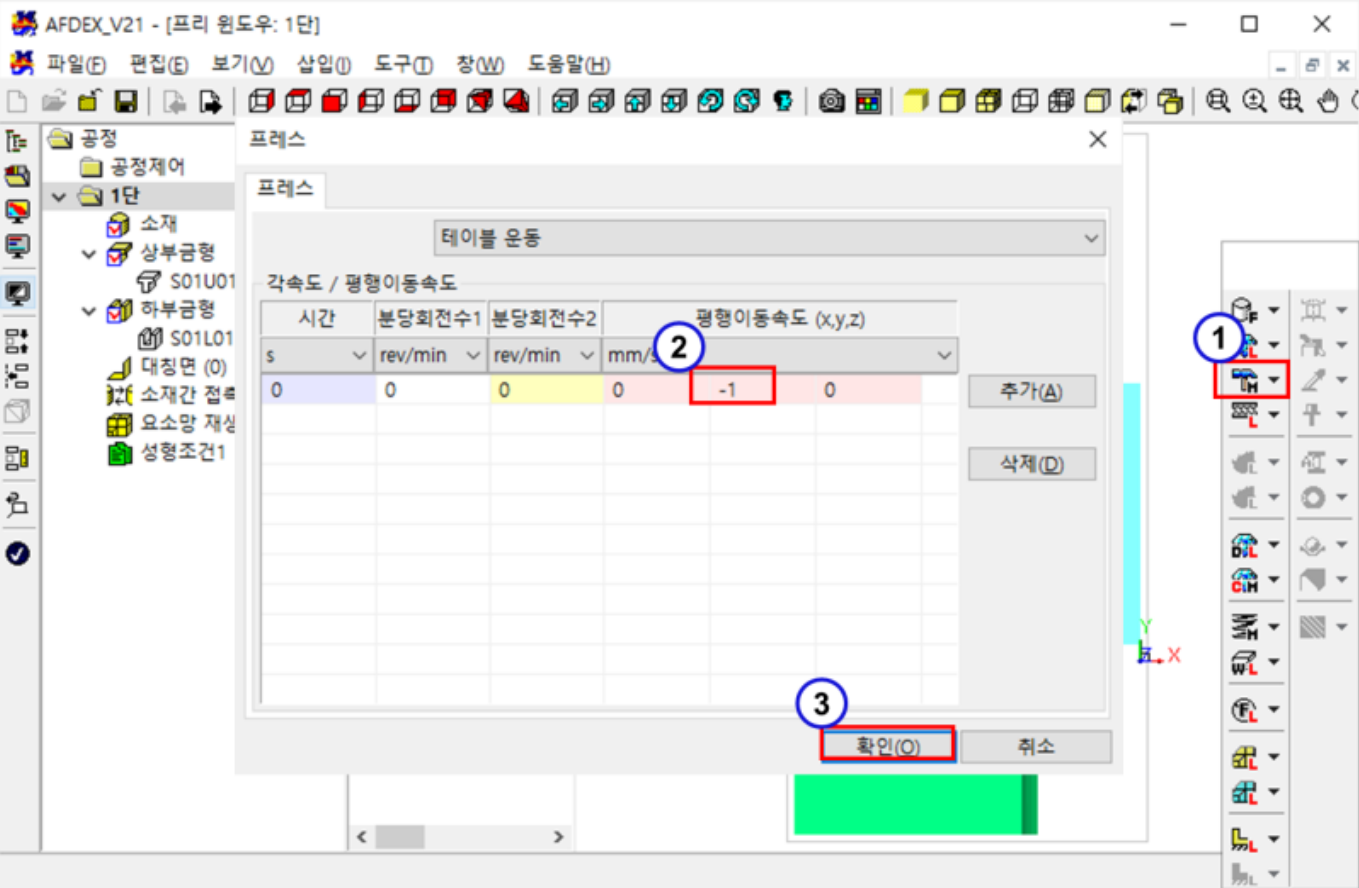 AFDEX_V21 - [프리 윈도우: 1단]
파일(F) 편집(E) 보기(V) 삽입(I) 도구(T) 창(W) 도움말(H)
공정
공정제어
1단
소재
상부금형
S01U01
하부금형
S01L01
대칭면 (0)
소재간 접촉
요소망 재생
성형조건1
프레스
프레스
테이블 운동
각속도 / 평행이동속도
시간 분당회전수1 분당회전수2 평행이동속도 (x,y,z)
s rev/min rev/min mm/s
2
0 0 0 0 -1 0
추가(A)
삭제(D)
3
확인(O) 취소
1
Y
X